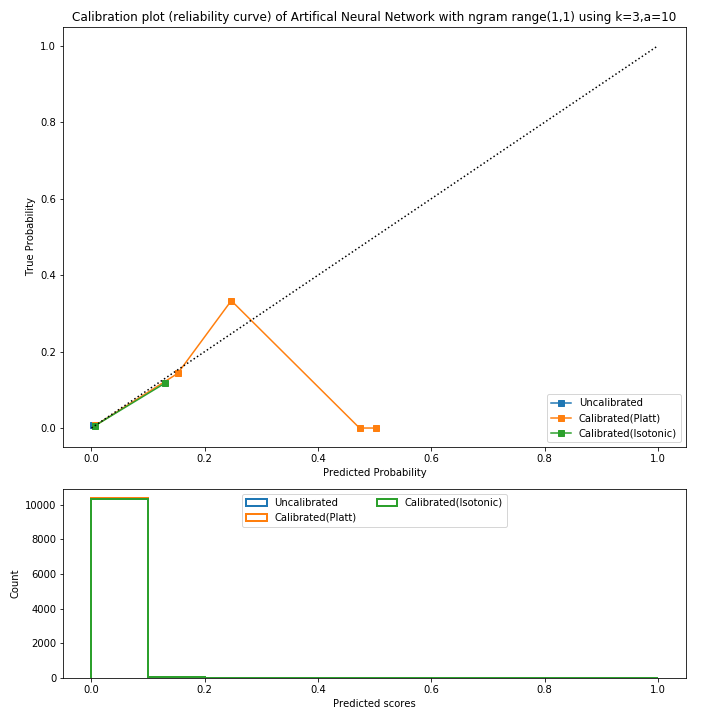 Calibration plot (reliability curve) of Artifical Neural Network with ngram range(1,1) using k=3,a=10
1.0
0.8
0.6
0.4
0.2
0.0
True Probability
0.0 0.2 0.4 0.6 0.8 1.0
Predicted Probability
Uncalibrated
Calibrated(Platt)
Calibrated(Isotonic)
10000
8000
6000
4000
2000
0
Count
Uncalibrated
Calibrated(Platt)
Calibrated(Isotonic)
0.0 0.2 0.4 0.6 0.8 1.0
Predicted scores